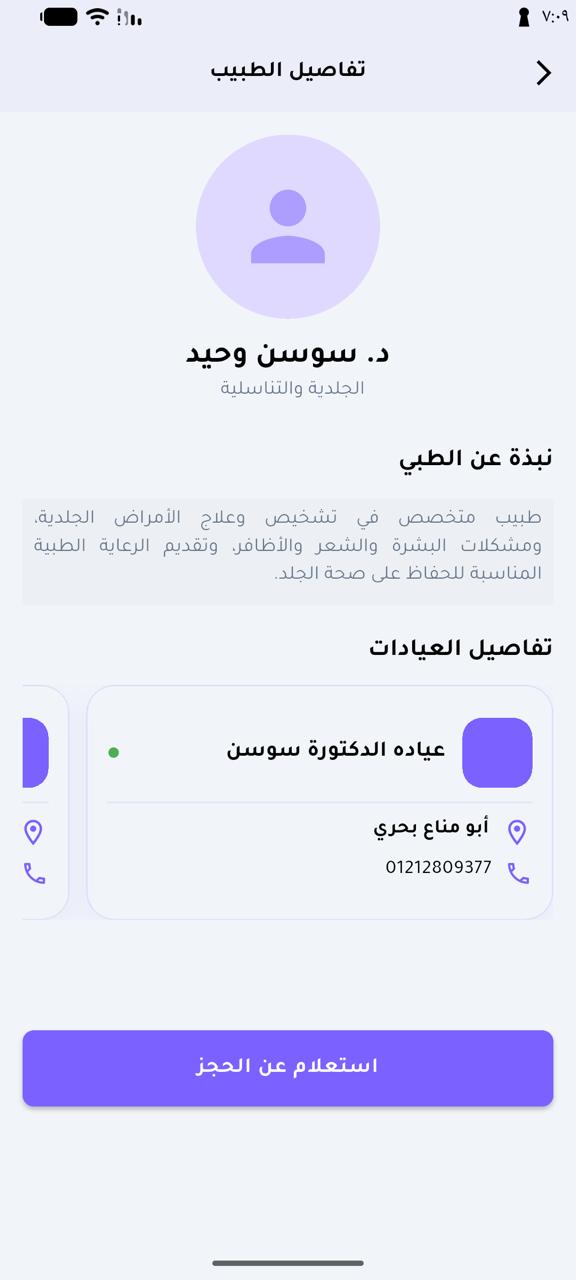 ٧:٠٩
تفاصيل الطبيب
د. سوسن وحيد
الجلدية والتناسلية
نبذة عن الطبي
طبيب متخصص في تشخيص وعلاج الأمراض الجلدية،
ومشكلات البشرة والشعر والأظافر، وتقديم الرعاية الطبية
المناسبة للحفاظ على صحة الجلد.
تفاصيل العيادات
عياده الدكتورة سوسن
أبو مناع بحري
01212809377
استعلام عن الحجز